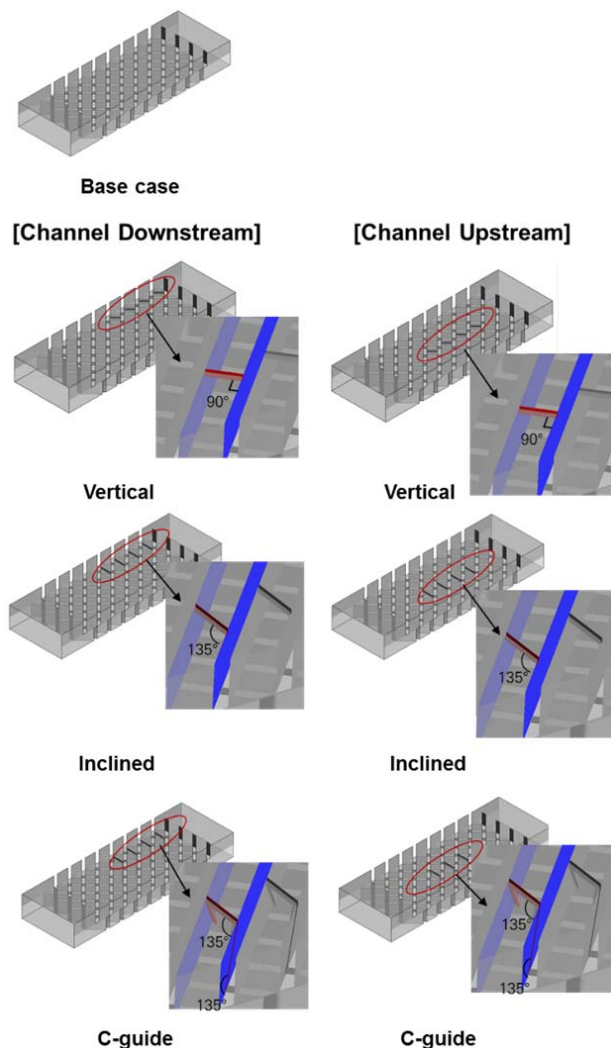 Base case
[Channel Downstream]
[Channel Upstream]
90°
90°
Vertical
Vertical
135°
135°
Inclined
Inclined
135°
135°
135°
135°
C-guide
C-guide